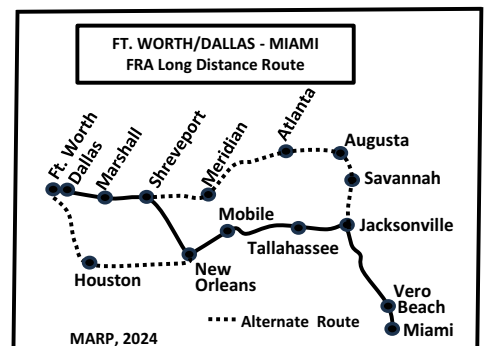 FT. WORTH/DALLAS - MIAMI
FRA Long Distance Route
Ft. Worth
Dallas
Marshall
Shreveport
Meridian
Atlanta
Augusta
Savannah
Mobile
Tallahassee
Jacksonville
Houston
New
Orleans
Vero
Beach
Miami
Alternate Route
MARP, 2024